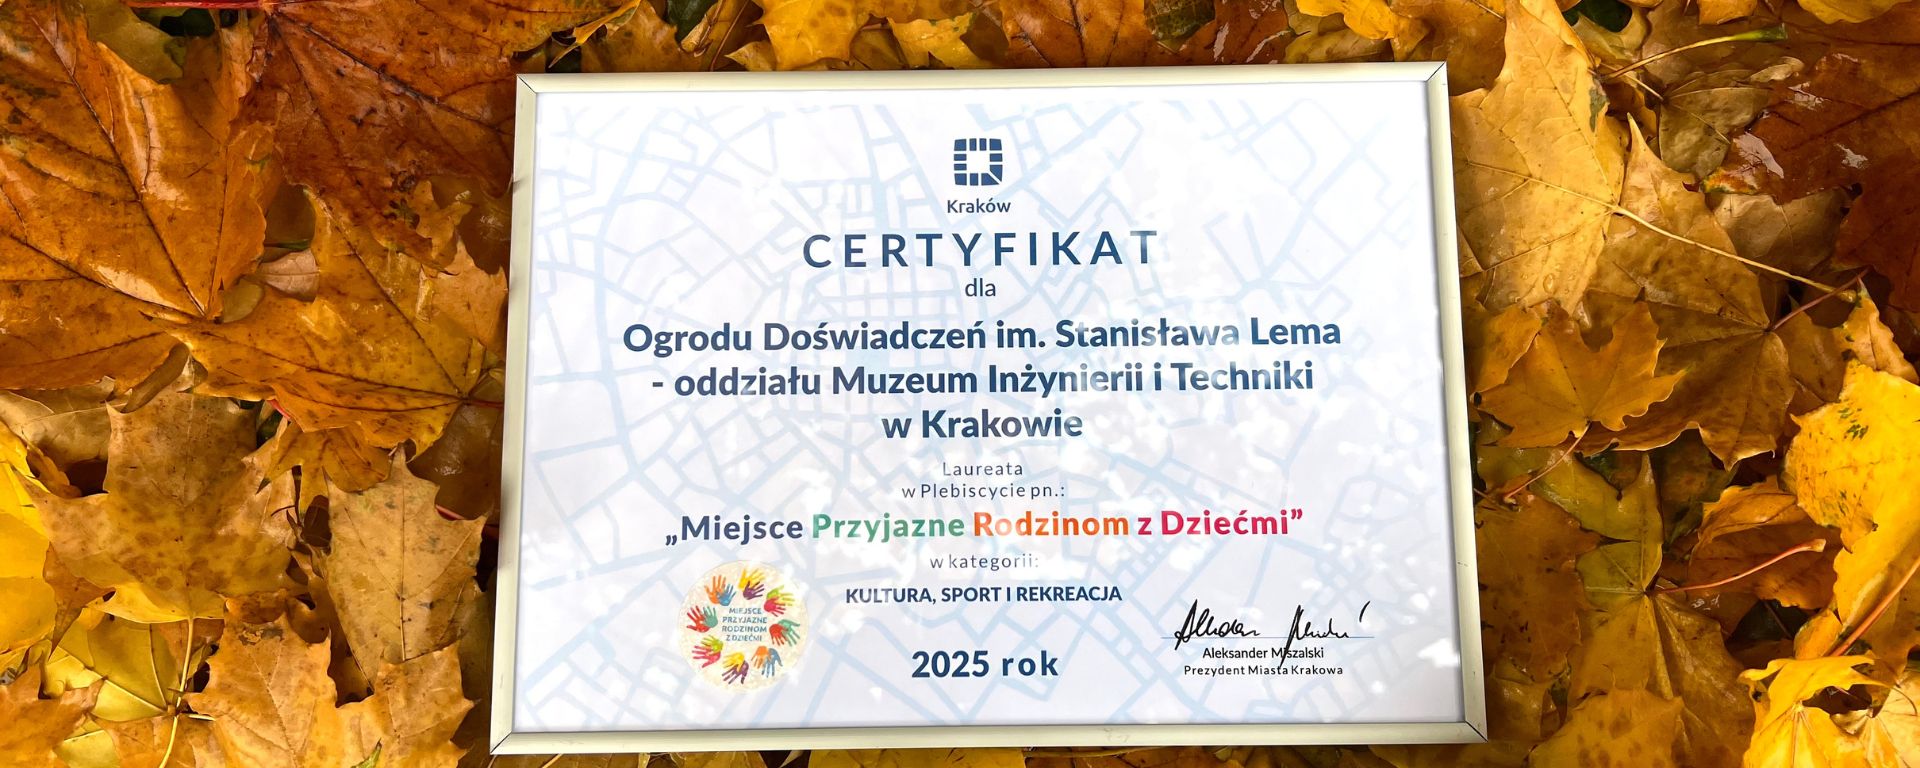 Kraków
CERTYFIKAT
dla
Ogrodu Doświadczeń im. Stanisława Lema
- oddziału Muzeum Inżynierii i Techniki
w Krakowie
Laureata
w Plebiscycie pn.:
„Miejsce Przyjazne Rodzinom z Dziećmi”
w kategorii:
KULTURA, SPORT I REKREACJA
MIEJSCE
PRZYJAZNE
RODZINOM
Z DZIEĆMI
2025 rok
Aleksander Miszalski
Prezydent Miasta Krakowa